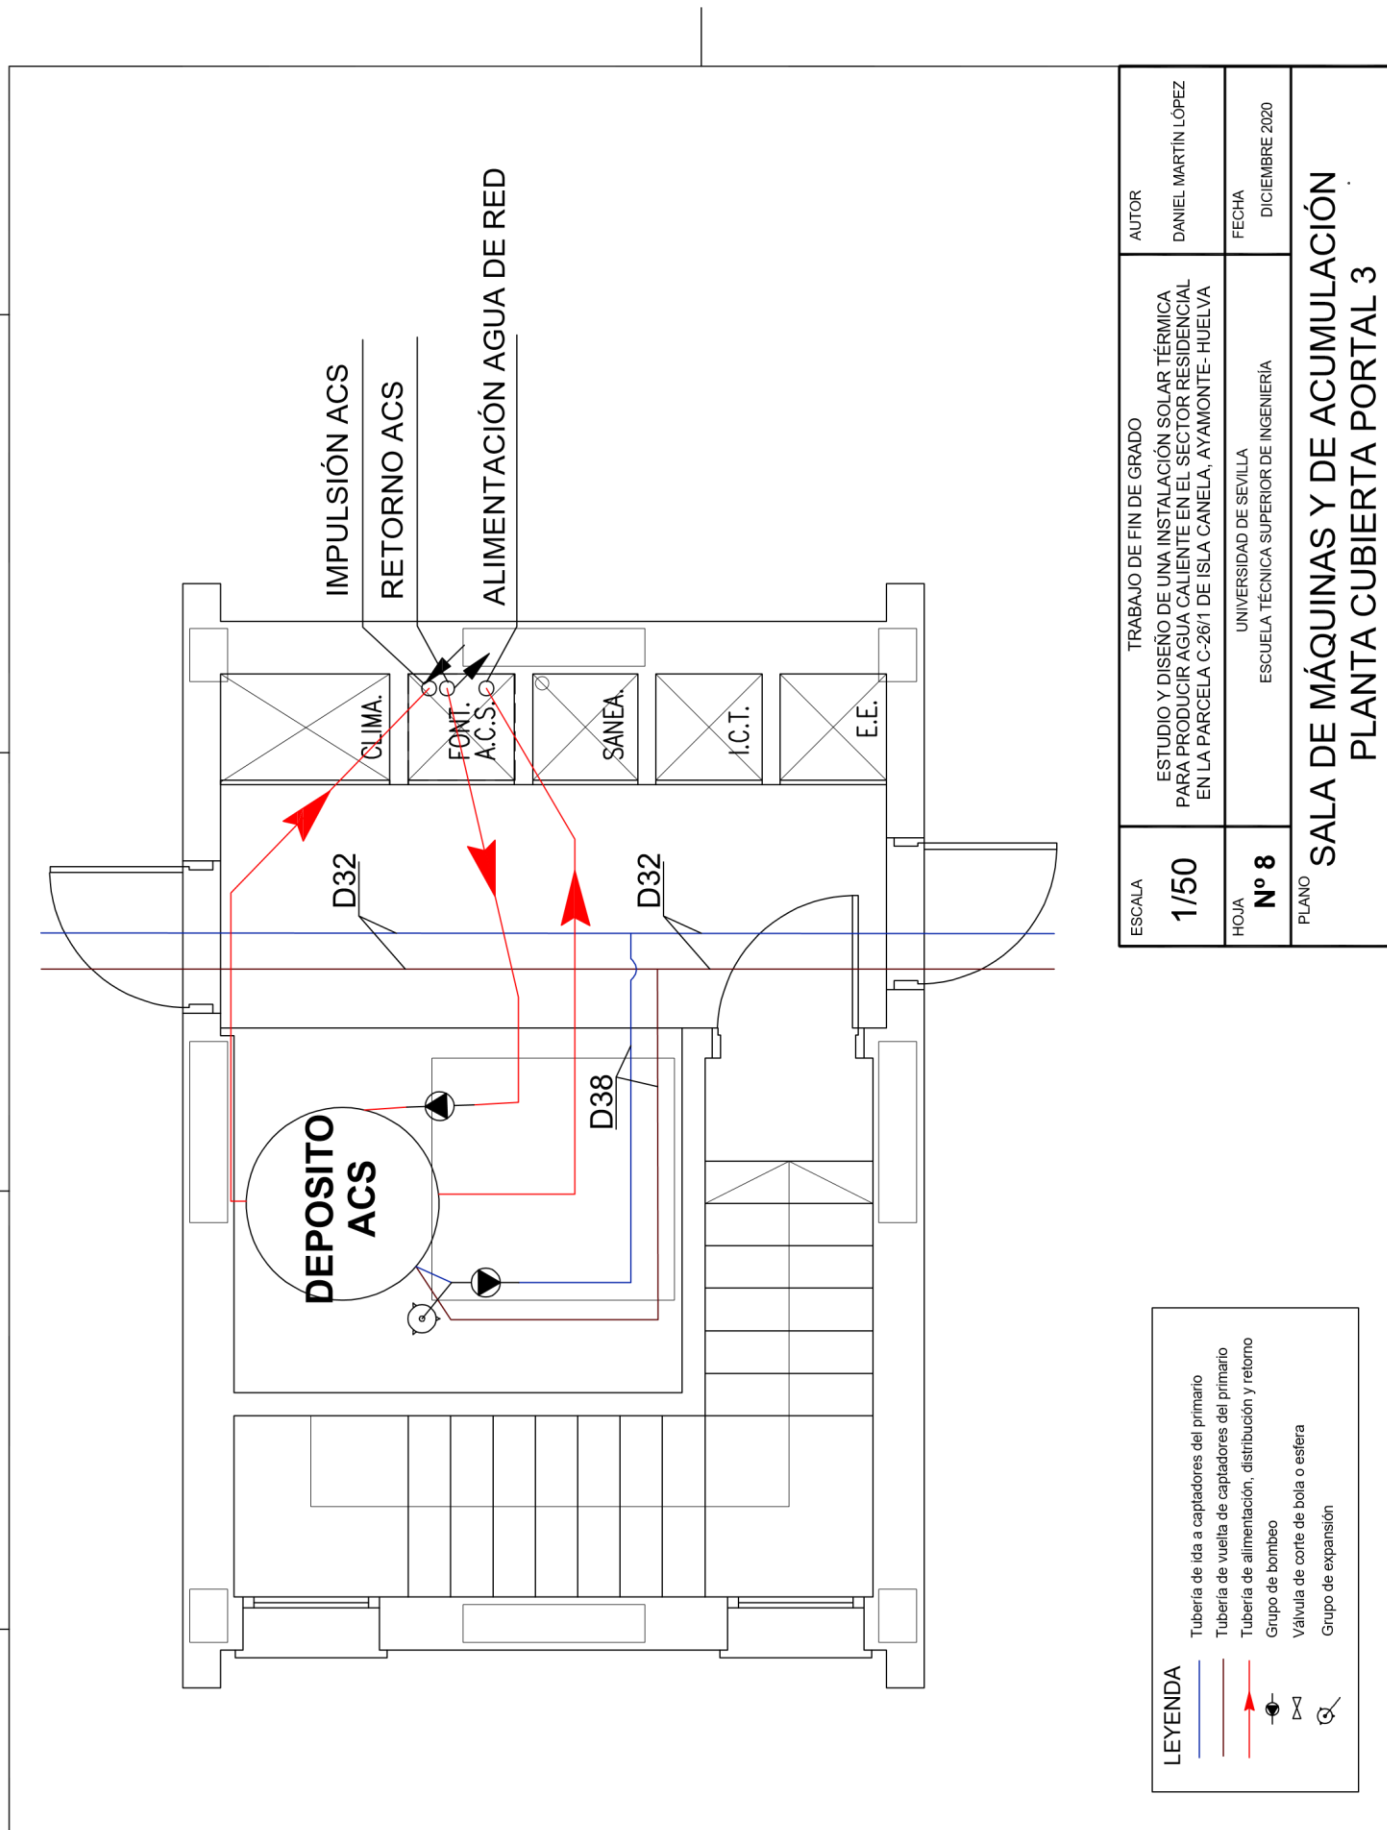 IMPULSIÓN ACS
RETORNO ACS
ALIMENTACIÓN AGUA DE RED
CLIMA.
FONT.
A.C.S.
SANEA.
I.C.T.
E.E.
D32
D32
D38
DEPOSITO
ACS
LEYENDA
Tubería de ida a captadores del primario
Tubería de vuelta de captadores del primario
Tubería de alimentación, distribución y retorno
Grupo de bombeo
Válvula de corte de bola o esfera
Grupo de expansión
ESCALA
1/50
TRABAJO DE FIN DE GRADO
ESTUDIO Y DISEÑO DE UNA INSTALACIÓN SOLAR TÉRMICA
PARA PRODUCIR AGUA CALIENTE EN EL SECTOR RESIDENCIAL
EN LA PARCELA C-26/1 DE ISLA CANELA, AYAMONTE- HUELVA
AUTOR
DANIEL MARTÍN LÓPEZ
HOJA
Nº 8
UNIVERSIDAD DE SEVILLA
ESCUELA TÉCNICA SUPERIOR DE INGENIERÍA
FECHA
DICIEMBRE 2020
PLANO
SALA DE MÁQUINAS Y DE ACUMULACIÓN
PLANTA CUBIERTA PORTAL 3